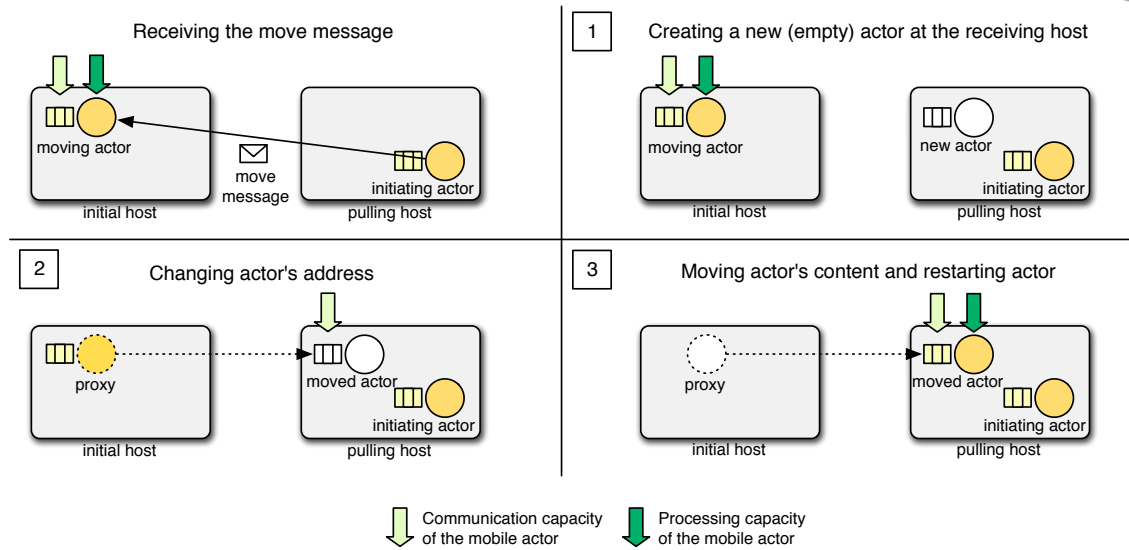 Receiving the move message
moving actor
move
message
initiating actor
initial host
pulling host
1
Creating a new (empty) actor at the receiving host
moving actor
new actor
initiating actor
initial host
pulling host
2
Changing actor's address
proxy
moved actor
initiating actor
initial host
pulling host
3
Moving actor's content and restarting actor
proxy
moved actor
initiating actor
initial host
pulling host
Communication capacity
of the mobile actor
Processing capacity
of the mobile actor